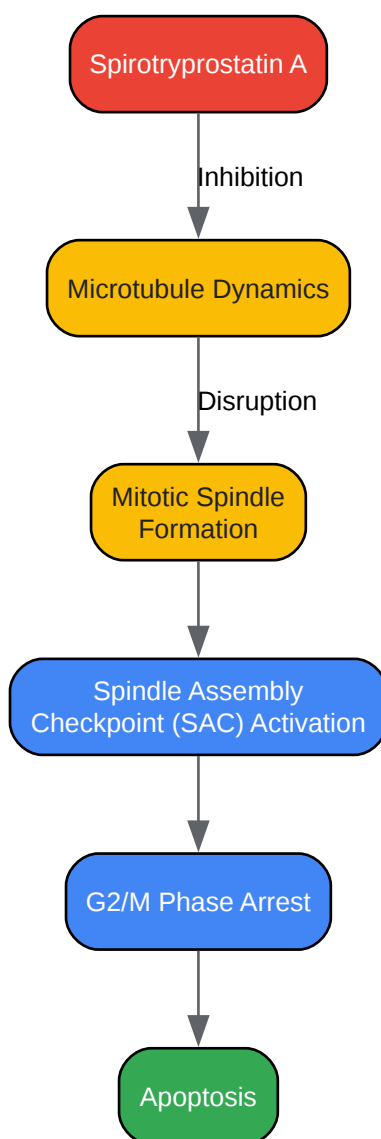 Spirotryprostatin A
Inhibition
Microtubule Dynamics
Disruption
Mitotic Spindle
Formation
Spindle Assembly
Checkpoint (SAC) Activation
G2/M Phase Arrest
Apoptosis